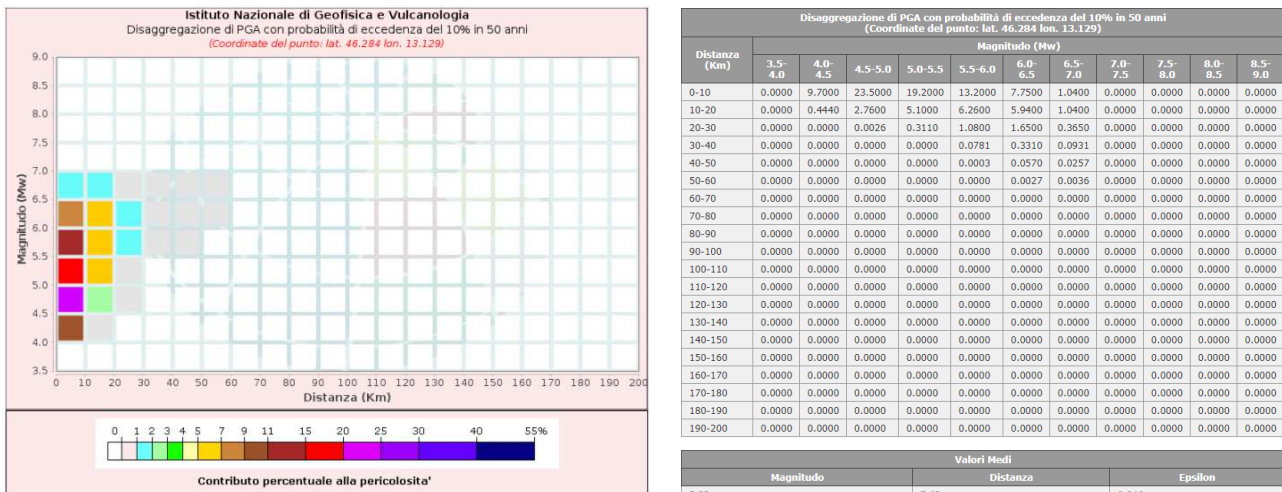 Istituto Nazionale di Geofisica e Vulcanologia
Disaggregazione di PGA con probabilità di eccedenza del 10% in 50 anni
(Coordinate del punto: lat. 46.284 lon. 13.129)
9.0
8.5
8.0
7.5
7.0
6.5
6.0
5.5
5.0
4.5
4.0
3.5
Magnitudo (Mw)
0 10 20 30 40 50 60 70 80 90 100 110 120 130 140 150 160 170 180 190 200
Distanza (Km)
0 1 2 3 4 5 7 9 11 15 20 25 30 40 55%
Contributo percentuale alla pericolosita'
Disaggregazione di PGA con probabilità di eccedenza del 10% in 50 anni
(Coordinate del punto: lat. 46.284 lon. 13.129)
Distanza (Km) Magnitudo (Mw)
3.5-4.0 4.0-4.5 4.5-5.0 5.0-5.5 5.5-6.0 6.0-6.5 6.5-7.0 7.0-7.5 7.5-8.0 8.0-8.5 8.5-9.0
0-10 0.0000 9.7000 23.5000 19.2000 13.2000 7.7500 1.0400 0.0000 0.0000 0.0000 0.0000
10-20 0.0000 0.4440 2.7600 5.1000 6.2600 5.9400 1.0400 0.0000 0.0000 0.0000 0.0000
20-30 0.0000 0.0000 0.0026 0.3110 1.0800 1.6500 0.3650 0.0000 0.0000 0.0000 0.0000
30-40 0.0000 0.0000 0.0000 0.0000 0.0781 0.3310 0.0931 0.0000 0.0000 0.0000 0.0000
40-50 0.0000 0.0000 0.0000 0.0000 0.0003 0.0570 0.0257 0.0000 0.0000 0.0000 0.0000
50-60 0.0000 0.0000 0.0000 0.0000 0.0000 0.0027 0.0036 0.0000 0.0000 0.0000 0.0000
60-70 0.0000 0.0000 0.0000 0.0000 0.0000 0.0000 0.0000 0.0000 0.0000 0.0000 0.0000
70-80 0.0000 0.0000 0.0000 0.0000 0.0000 0.0000 0.0000 0.0000 0.0000 0.0000 0.0000
80-90 0.0000 0.0000 0.0000 0.0000 0.0000 0.0000 0.0000 0.0000 0.0000 0.0000 0.0000
90-100 0.0000 0.0000 0.0000 0.0000 0.0000 0.0000 0.0000 0.0000 0.0000 0.0000 0.0000
100-110 0.0000 0.0000 0.0000 0.0000 0.0000 0.0000 0.0000 0.0000 0.0000 0.0000 0.0000
110-120 0.0000 0.0000 0.0000 0.0000 0.0000 0.0000 0.0000 0.0000 0.0000 0.0000 0.0000
120-130 0.0000 0.0000 0.0000 0.0000 0.0000 0.0000 0.0000 0.0000 0.0000 0.0000 0.0000
130-140 0.0000 0.0000 0.0000 0.0000 0.0000 0.0000 0.0000 0.0000 0.0000 0.0000 0.0000
140-150 0.0000 0.0000 0.0000 0.0000 0.0000 0.0000 0.0000 0.0000 0.0000 0.0000 0.0000
150-160 0.0000 0.0000 0.0000 0.0000 0.0000 0.0000 0.0000 0.0000 0.0000 0.0000 0.0000
160-170 0.0000 0.0000 0.0000 0.0000 0.0000 0.0000 0.0000 0.0000 0.0000 0.0000 0.0000
170-180 0.0000 0.0000 0.0000 0.0000 0.0000 0.0000 0.0000 0.0000 0.0000 0.0000 0.0000
180-190 0.0000 0.0000 0.0000 0.0000 0.0000 0.0000 0.0000 0.0000 0.0000 0.0000 0.0000
190-200 0.0000 0.0000 0.0000 0.0000 0.0000 0.0000 0.0000 0.0000 0.0000 0.0000 0.0000
Valori Medi
Magnitudo Distanza Epsilon